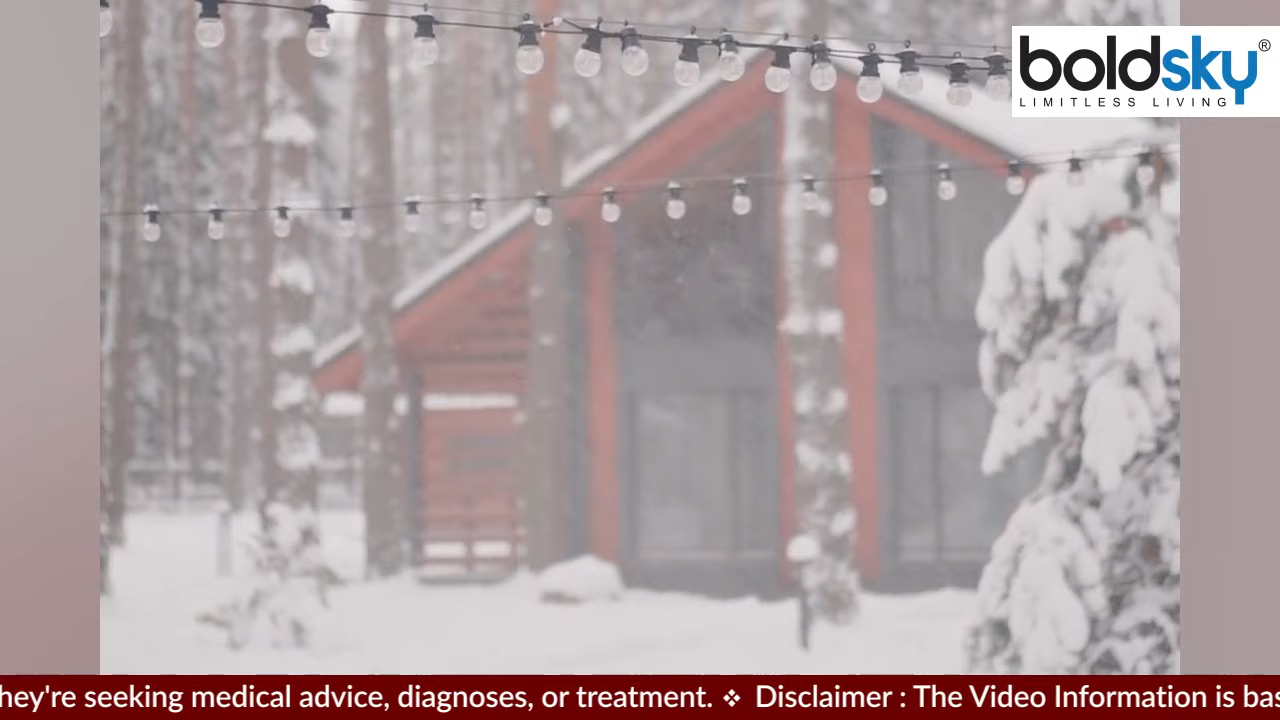 boldsky®
LIMITLESS LIVING
hey're seeking medical advice, diagnoses, or treatment. ❖ Disclaimer : The Video Information is bas